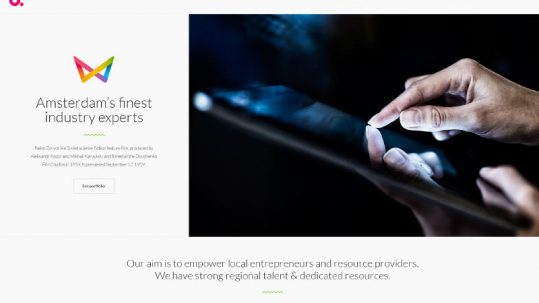 Amsterdam's finest
industry experts
Nebo Zovyot is a Soviet science fiction feature film, produced by
Aleksandr Kozyr and Mikhail Karyukov and filmed at the Dovzhenko
Film Studios in 1959. It premiered September 12, 1959.
See portfolio
Our aim is to empower local entrepreneurs and resource providers.
We have strong regional talent & dedicated resources.